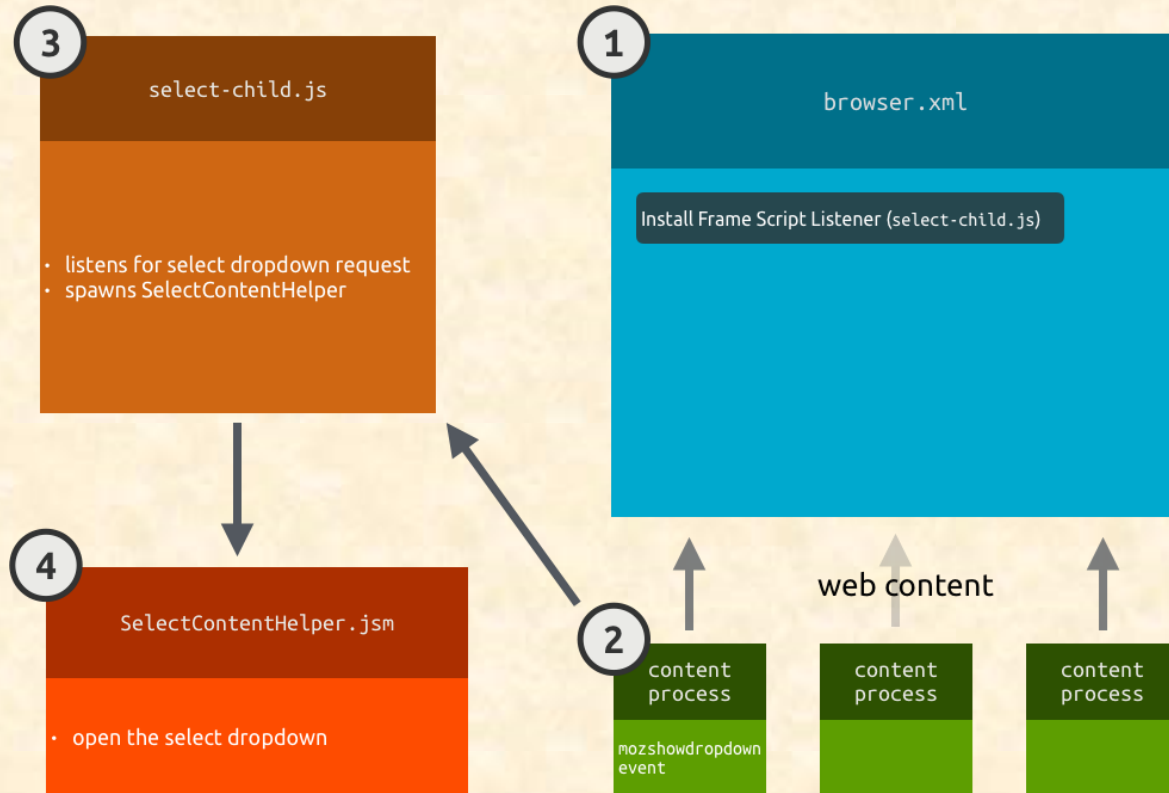 3
select-child.js
• listens for select dropdown request
• spawns SelectContentHelper
1
browser.xml
Install Frame Script Listener (select-child.js)
4
SelectContentHelper.jsm
• open the select dropdown
web content
2
content
process
mozshowdropdown
event
content
process
content
process